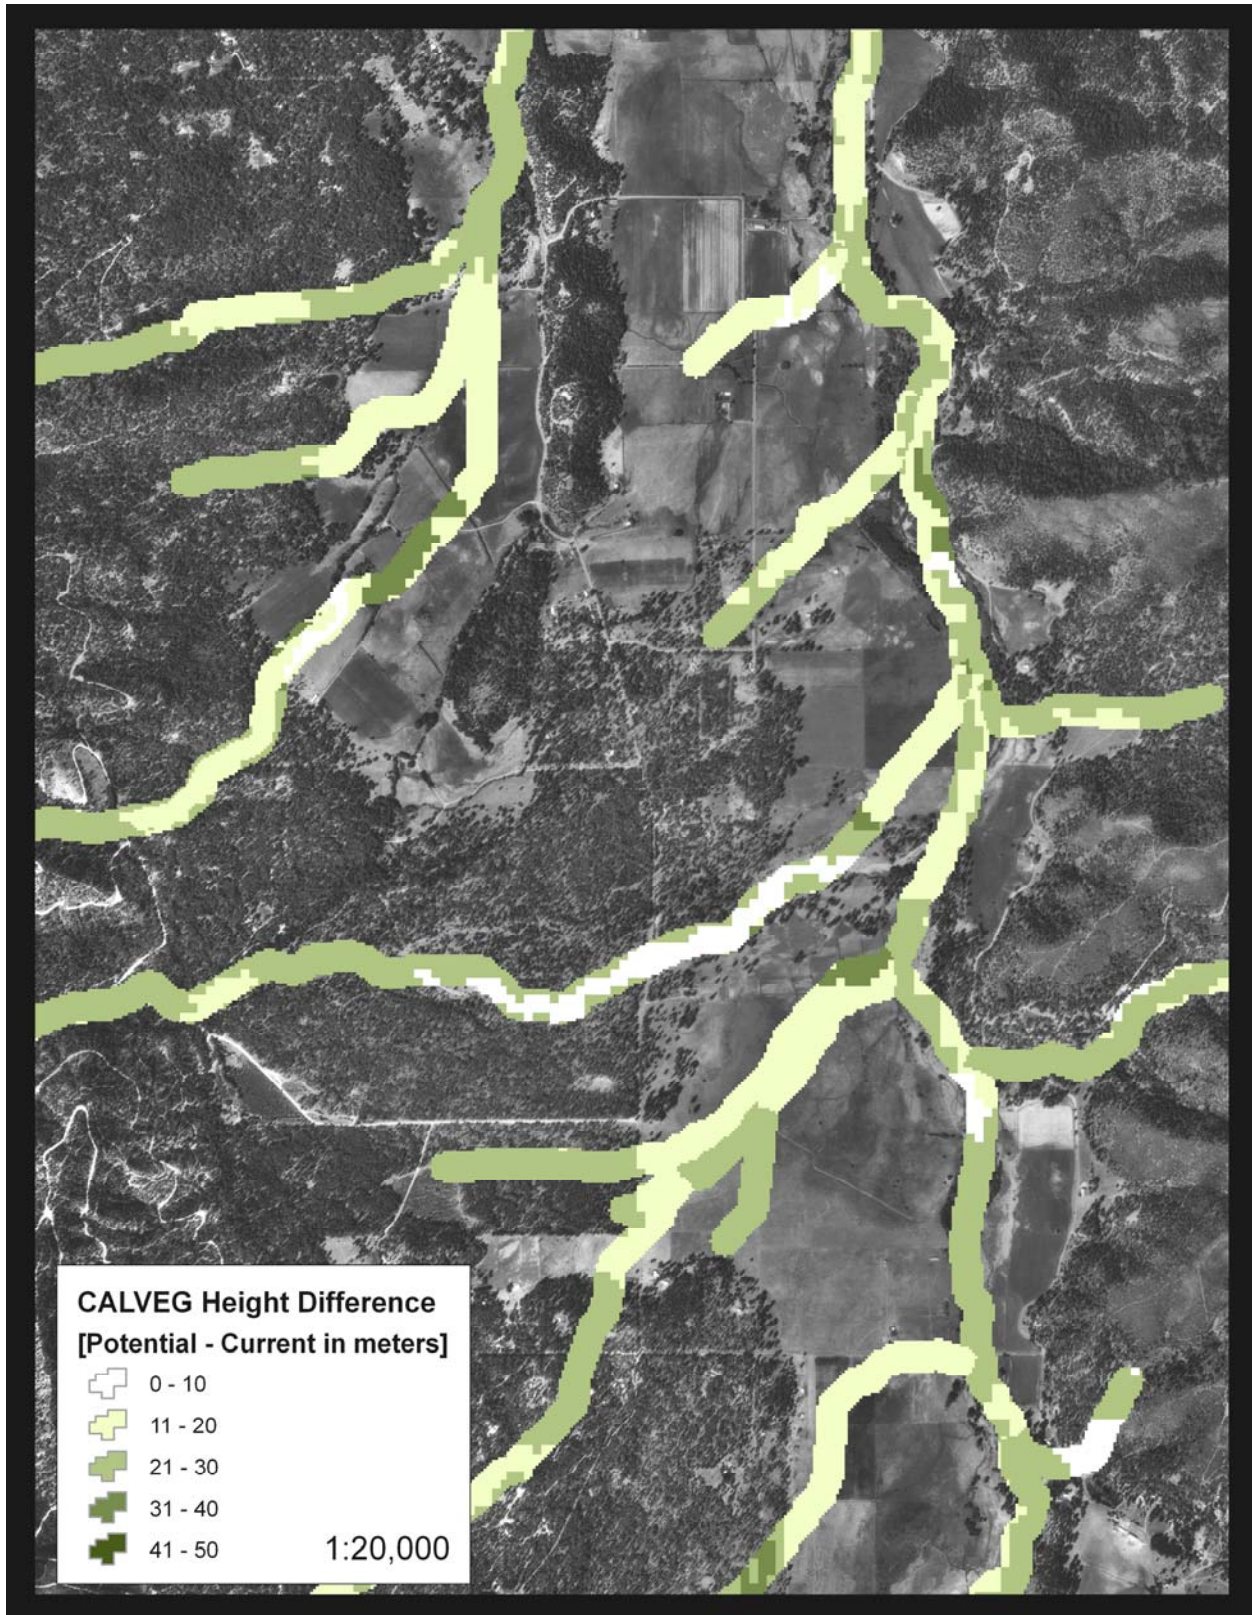 CALVEG Height Difference
[Potential - Current in meters]
0 - 10
11 - 20
21 - 30
31 - 40
41 - 50
1:20,000